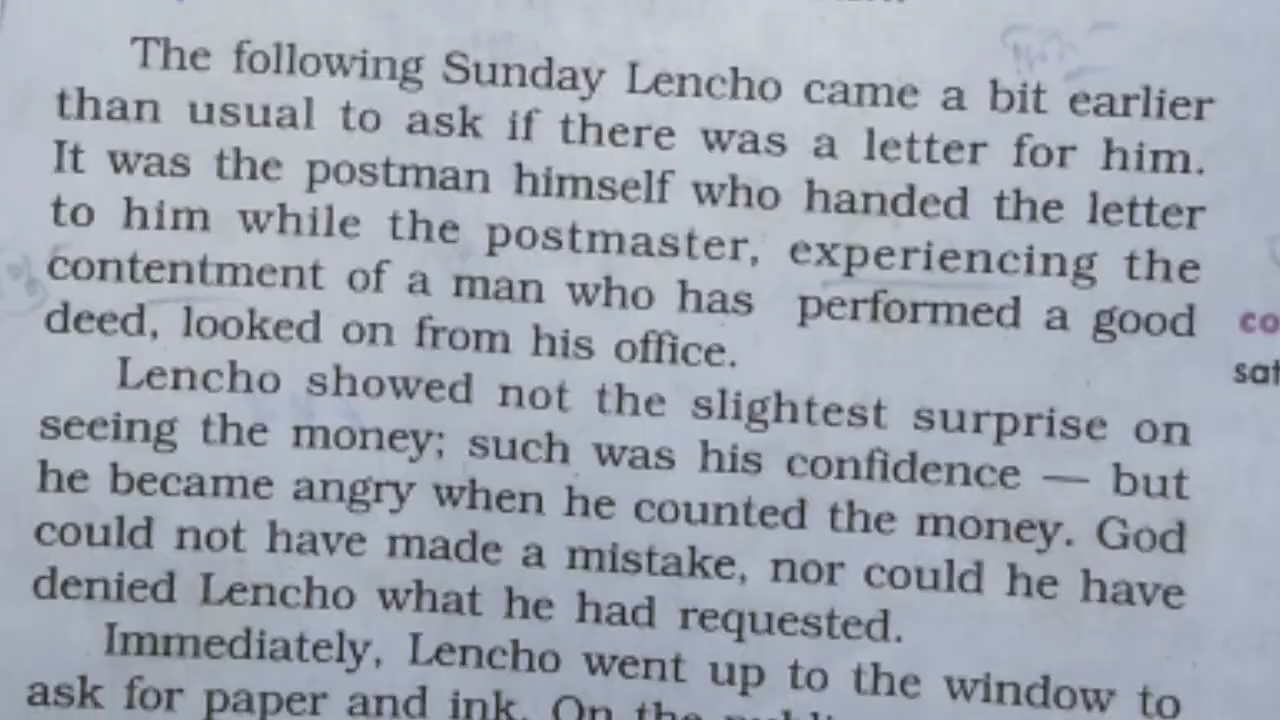 The following Sunday Lencho came a bit earlier
than usual to ask if there was a letter for him.
It was the postman himself who handed the letter
to him while the postmaster, experiencing the
contentment of a man who has performed a good
deed, looked on from his office.
Lencho showed not the slightest surprise on
seeing the money; such was his confidence — but
he became angry when he counted the money. God
could not have made a mistake, nor could he have
denied Lencho what he had requested.
Immediately, Lencho went up to the window to
ask for paper and ink. On the
co
sat